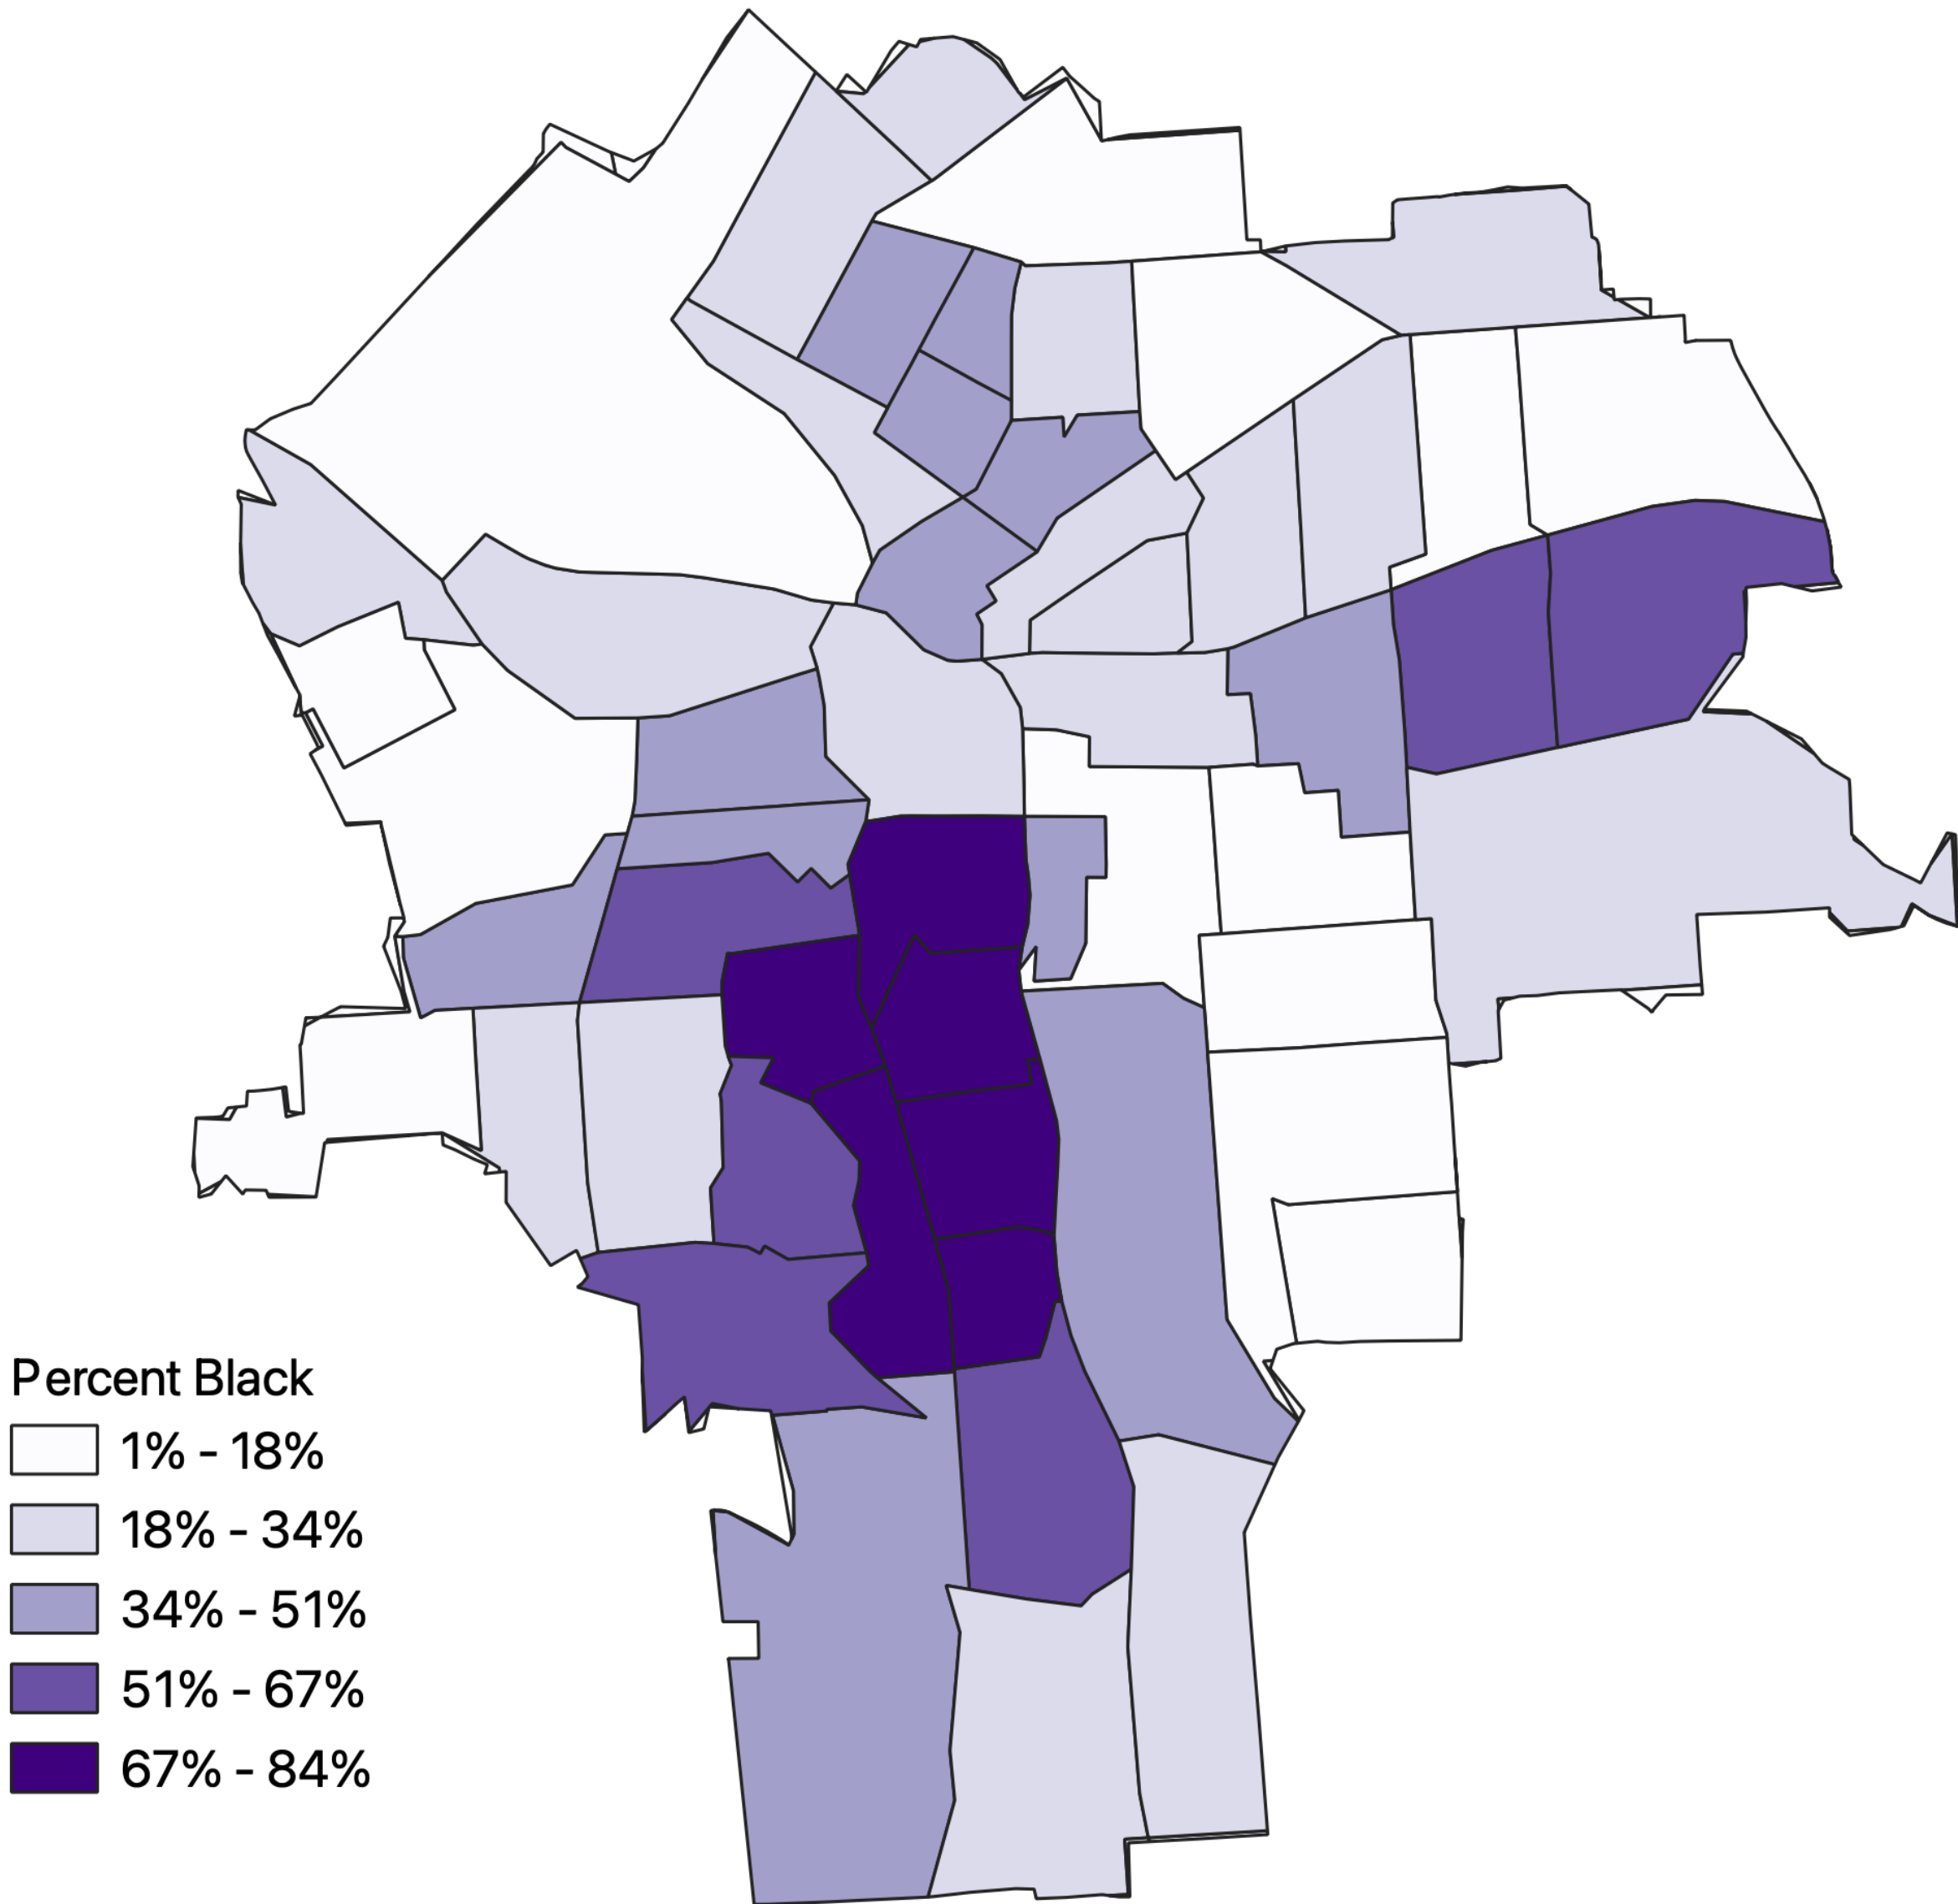 Percent Black
1% - 18%
18% - 34%
34% - 51%
51% - 67%
67% - 84%